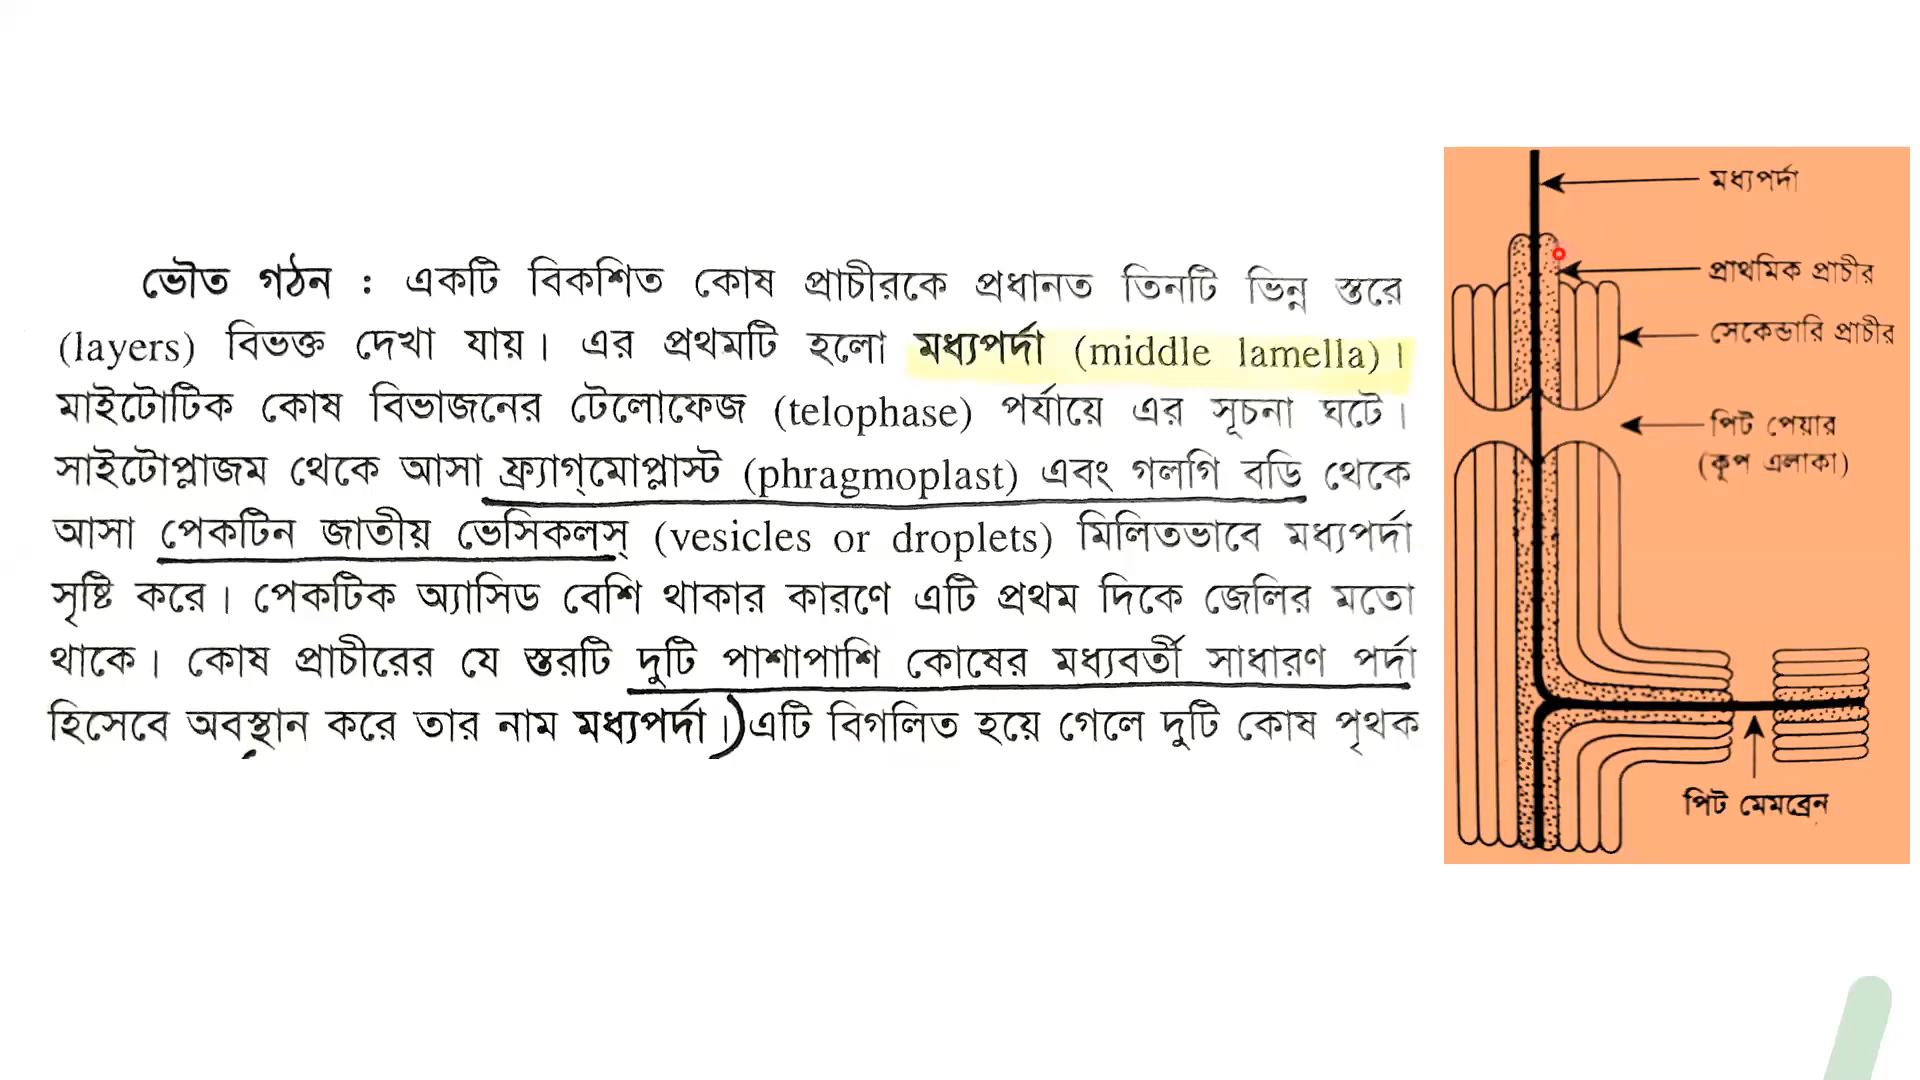 ভৌত গঠন : একটি বিকশিত কোষ প্রাচীরকে প্রধানত তিনটি ভিন্ন স্তরে
(layers) বিভক্ত দেখা যায়। এর প্রথমটি হলো মধ্যপর্দা (middle lamella)।
মাইটোটিক কোষ বিভাজনের টেলোফেজ (telophase) পর্যায়ে এর সূচনা ঘটে।
সাইটোপ্লাজম থেকে আসা ফ্র্যাগ্‌মোপ্লাস্ট (phragmoplast) এবং গলগি বডি থেকে
আসা পেকটিন জাতীয় ভেসিকলস্ (vesicles or droplets) মিলিতভাবে মধ্যপর্দা
সৃষ্টি করে। পেকটিক অ্যাসিড বেশি থাকার কারণে এটি প্রথম দিকে জেলির মতো
থাকে। কোষ প্রাচীরের যে স্তরটি দুটি পাশাপাশি কোষের মধ্যবর্তী সাধারণ পর্দা
হিসেবে অবস্থান করে তার নাম মধ্যপর্দা।) এটি বিগলিত হয়ে গেলে দুটি কোষ পৃথক
মধ্যপর্দা
প্রাথমিক প্রাচীর
সেকেন্ডারি প্রাচীর
পিট পেয়ার
(কূপ এলাকা)
পিট মেমব্রেন